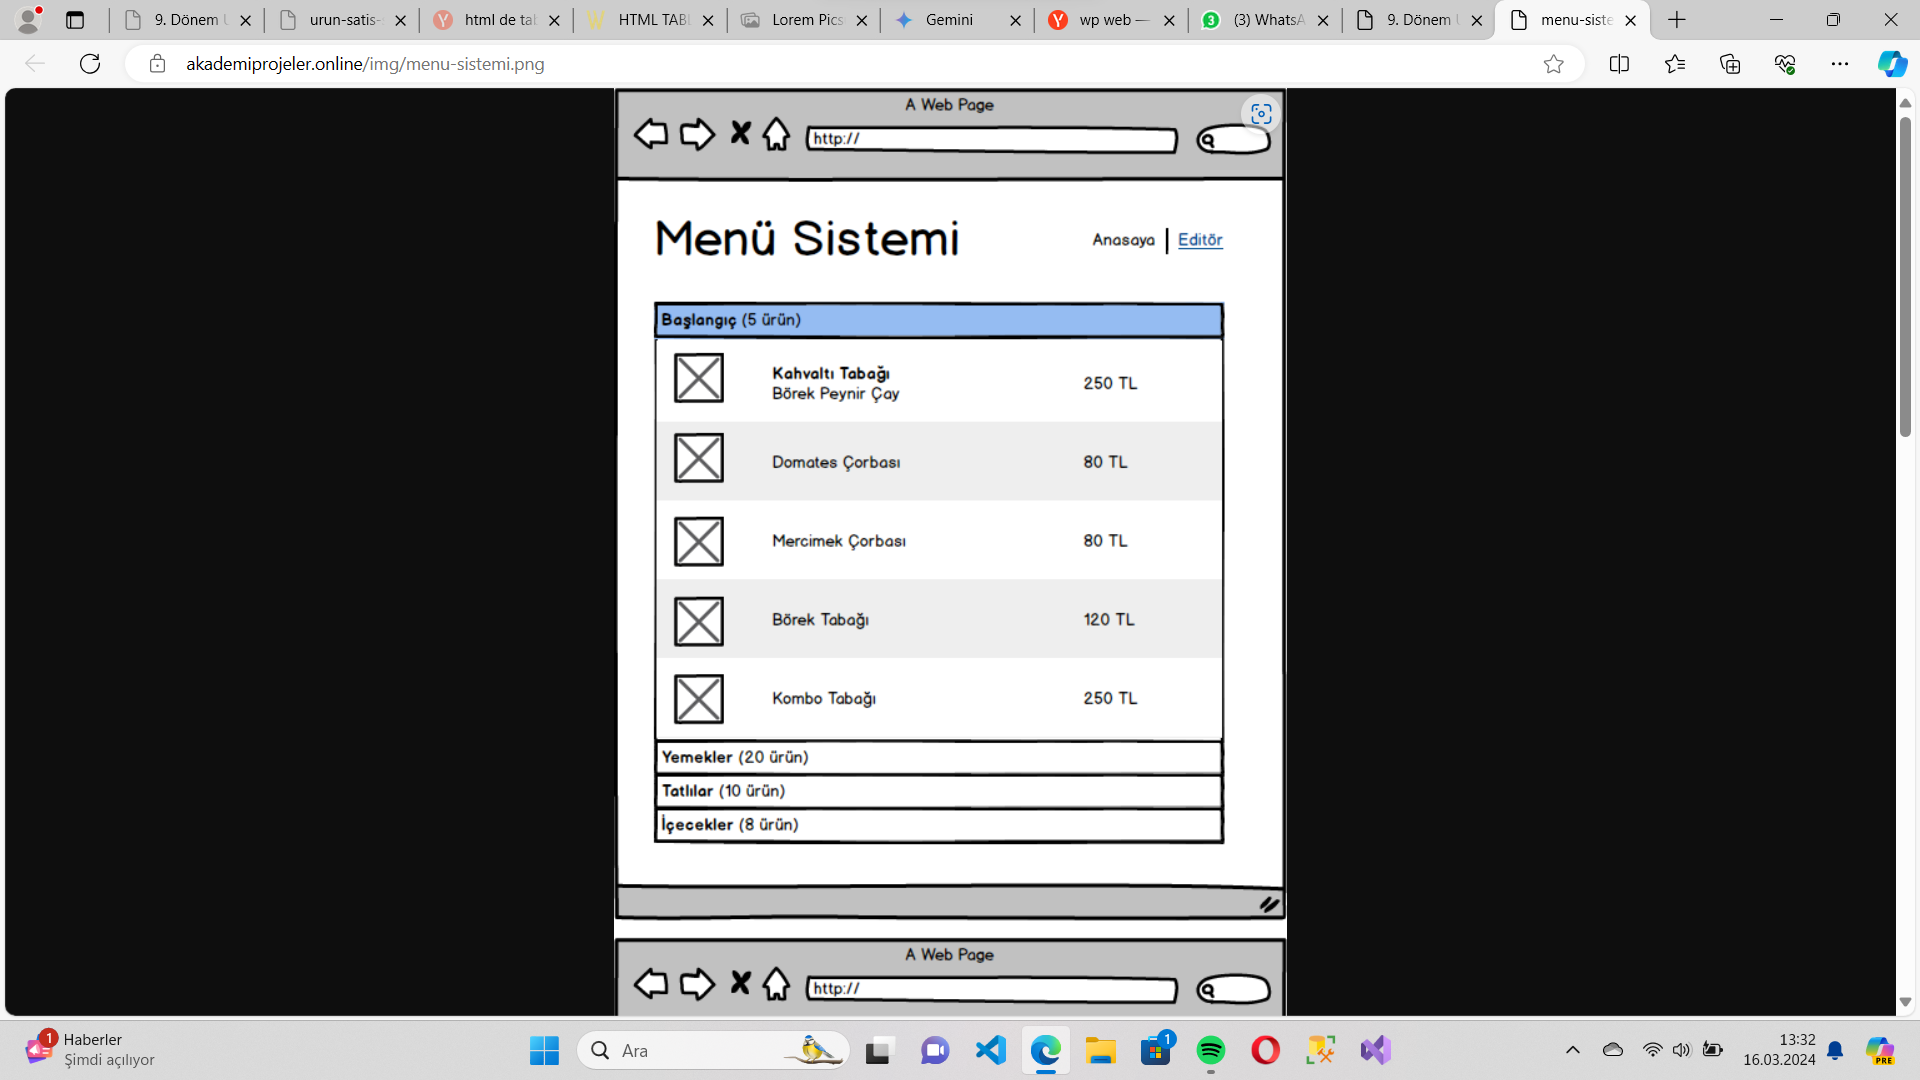 9. Dönem U
urun-satis-
html de tab
HTML TABL
Lorem Pics
Gemini
wp web —
(3) WhatsA
9. Dönem U
menu-siste
akademiprojeler.online/img/menu-sistemi.png
A Web Page
http://
Menü Sistemi
Anasaya | Editör
Başlangıç (5 ürün)
Kahvaltı Tabağı
Börek Peynir Çay
250 TL
Domates Çorbası
80 TL
Mercimek Çorbası
80 TL
Börek Tabağı
120 TL
Kombo Tabağı
250 TL
Yemekler (20 ürün)
Tatlılar (10 ürün)
İçecekler (8 ürün)
A Web Page
http://
1
Haberler
Şimdi açılıyor
Ara
1
13:32
16.03.2024
PRE